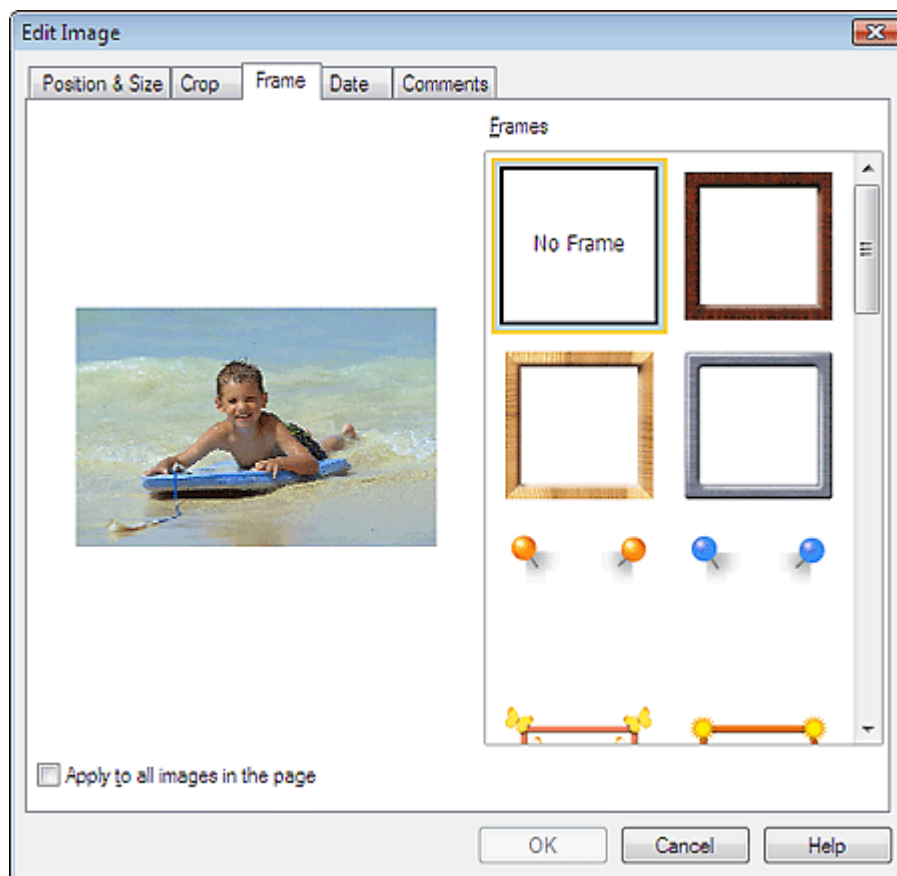 Edit Image
Position & Size Crop Frame Date Comments
Frames
No Frame
Apply to all images in the page
OK Cancel Help